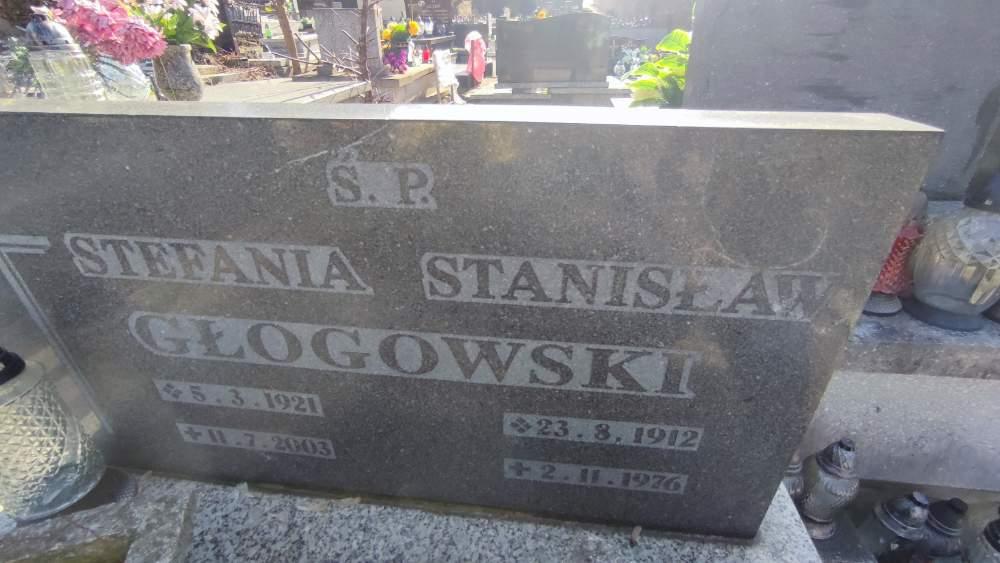 Ś. P.
STEFANIA STANISŁAW
GŁOGOWSKI
5.3.1921
+ 11.7.2003
23.8.1912
+ 2.11.1976